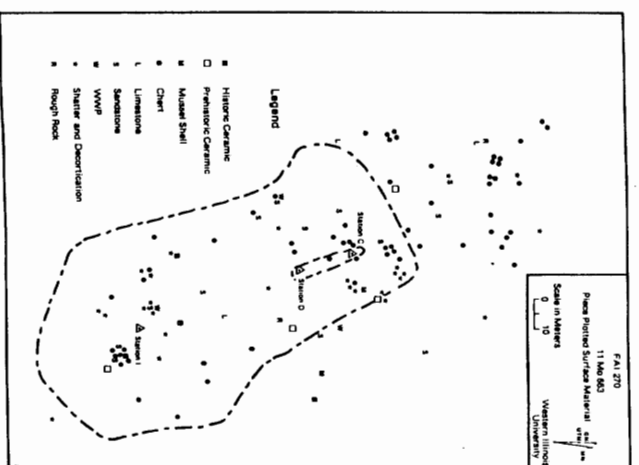 FAI 270
11 Mo 663
Piece Plotted Surface Material
Scale in Meters
0 10
Western Illinois
University
Legend
■ Historic Ceramic
□ Prehistoric Ceramic
M Mussel Shell
● Chert
L Limestone
S Sandstone
W WWP
Shatter and Decortication
R Rough Rock
Station C
Station D
Station I
L
R
L
S
S
W
S
S
S
S
M
W
R
S
S
M
S
L
W
S